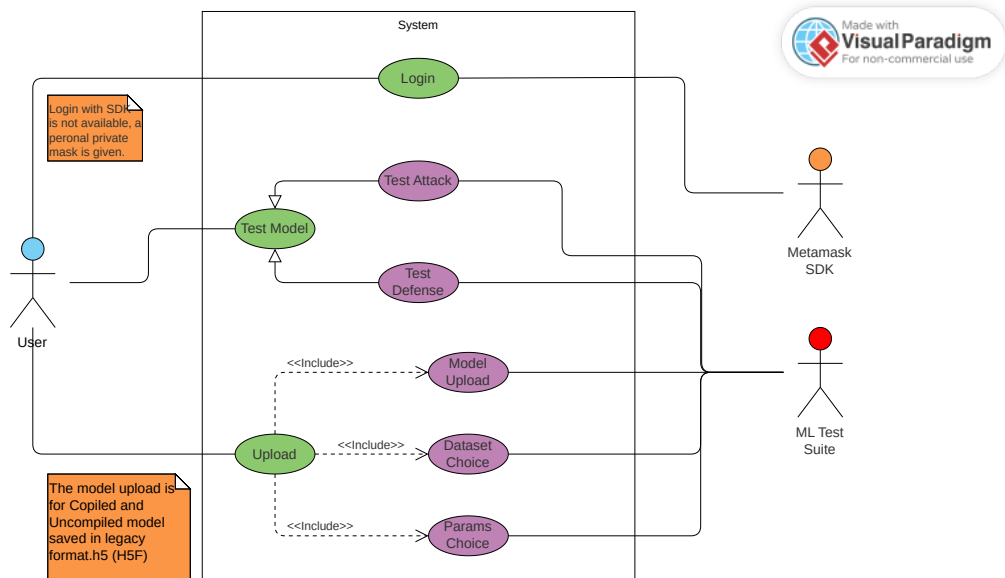 System
Made with
Visual Paradigm
For non-commercial use
Login
Login with SDK
is not available, a
peronal private
mask is given.
Test Attack
Test Model
Test
Defense
Metamask
SDK
User
<<Include>>
Model
Upload
ML Test
Suite
Upload
<<Include>>
Dataset
Choice
The model upload is
for Copiled and
Uncompiled model
saved in legacy
format.h5 (H5F)
<<Include>>
Params
Choice